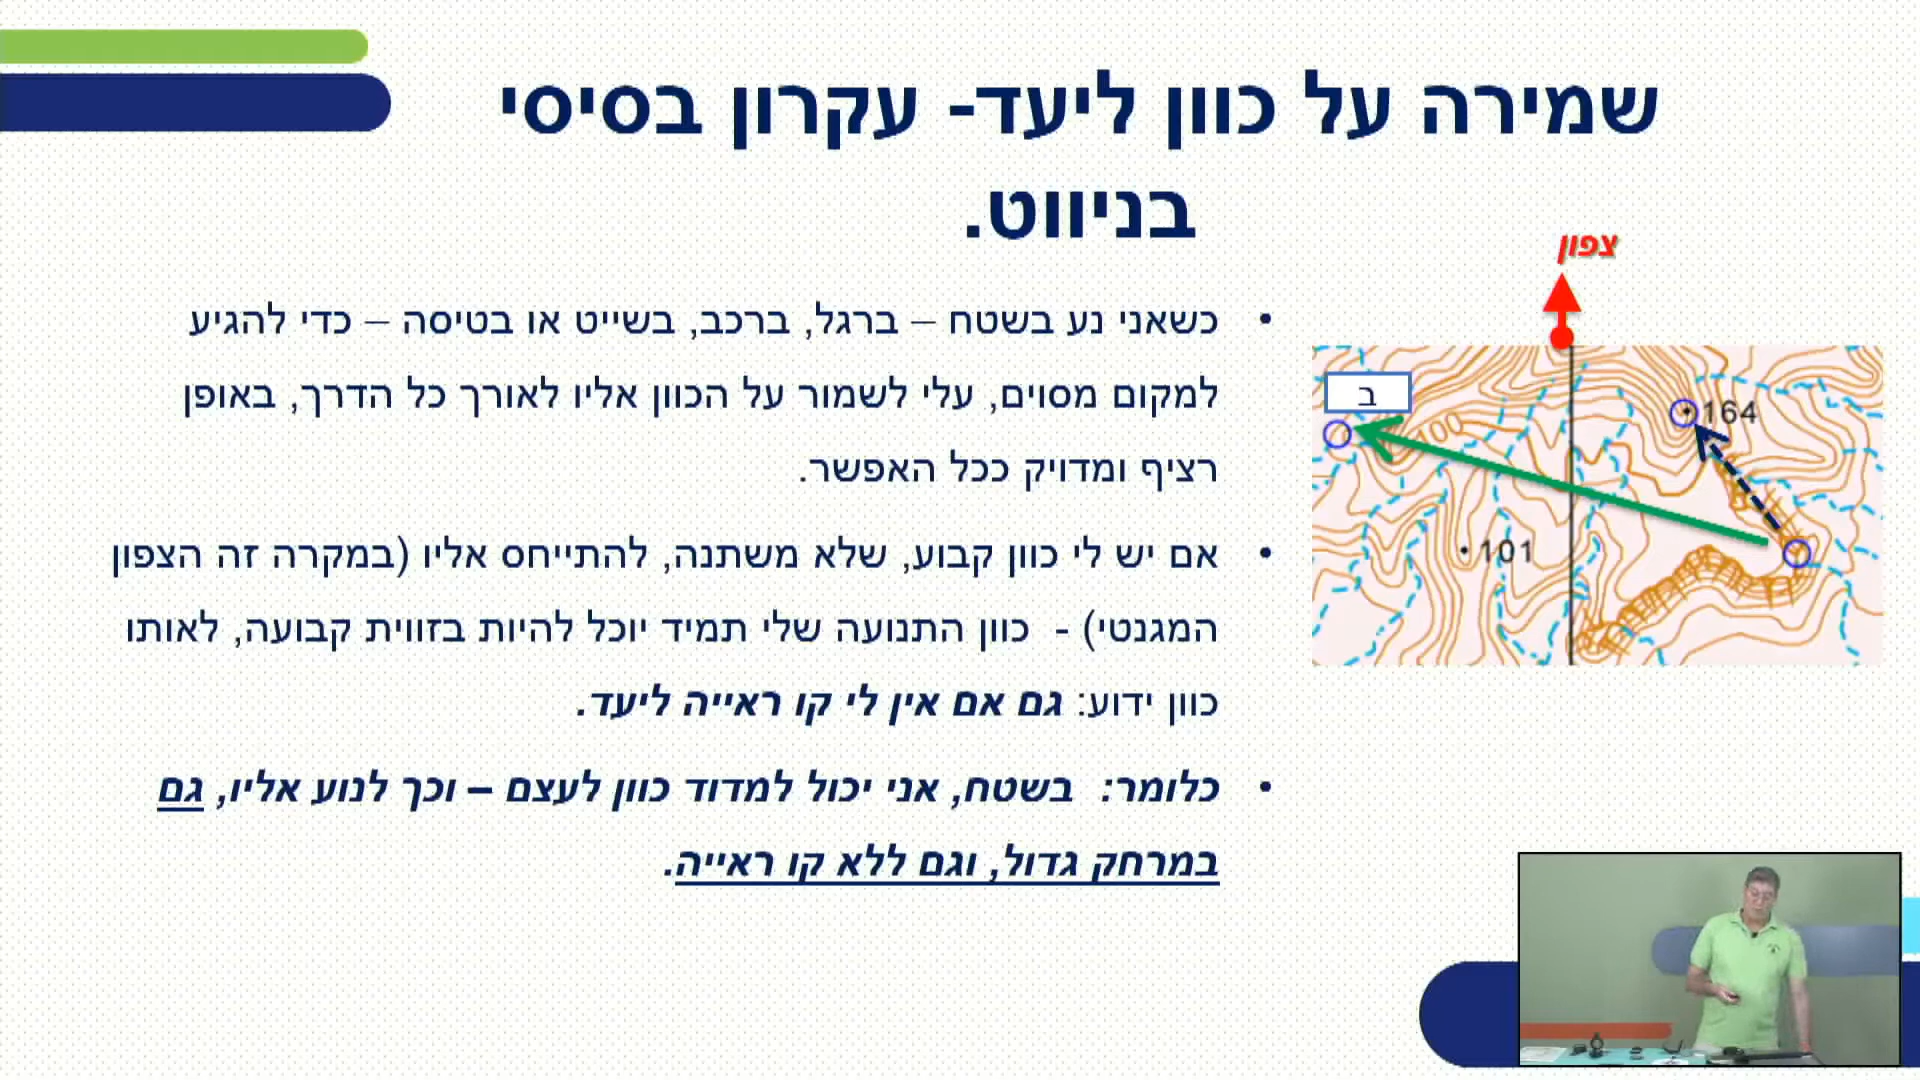 שמירה על כוון ליעד- עקרון בסיסי
בניווט.
כשאני נע בשטח – ברגל, ברכב, בשייט או בטיסה – כדי להגיע
למקום מסוים, עלי לשמור על הכוון אליו לאורך כל הדרך, באופן
רציף ומדויק ככל האפשר.
אם יש לי כוון קבוע, שלא משתנה, להתייחס אליו (במקרה זה הצפון
המגנטי) - כוון התנועה שלי תמיד יוכל להיות בזווית קבועה, לאותו
כוון ידוע: גם אם אין לי קו ראייה ליעד.
כלומר: בשטח, אני יכול למדוד כוון לעצם – וכך לנוע אליו, גם
במרחק גדול, וגם ללא קו ראייה.
צפון
ב
164
101